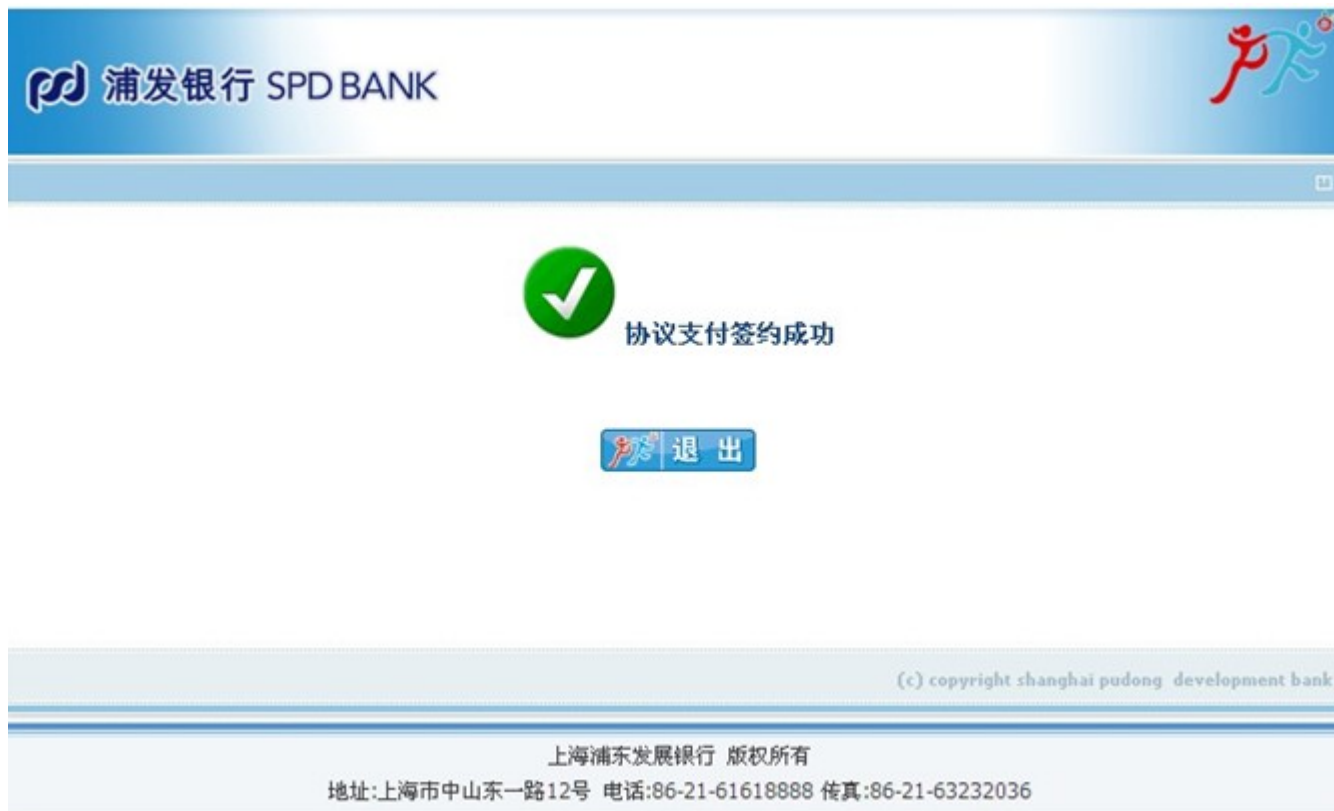 浦发银行 SPD BANK
协议支付签约成功
退 出
(c) copyright shanghai pudong development bank
上海浦东发展银行 版权所有
地址:上海市中山东一路12号 电话:86-21-61618888 传真:86-21-63232036